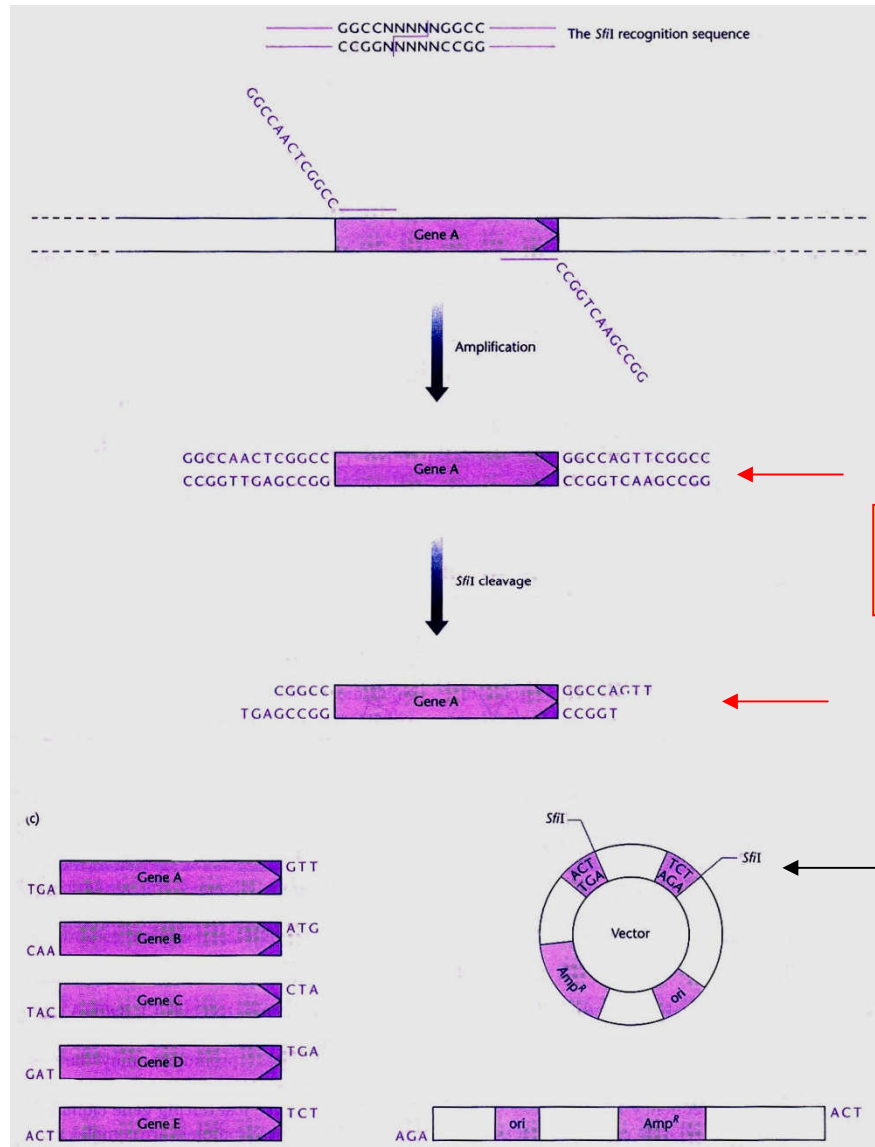 GGCCNNNNNGGCC
CCGGNNNNNCCGG
The SfiI recognition sequence
GGCCAACTCGGCC
Gene A
CCGGTCAAGCCGG
Amplification
GGCCAACTCGGCC Gene A GGCCAGTTCGGCC
CCGGTTGAGCCGG CCGGTCAAGCCGG
SfiI cleavage
CGGCC Gene A GGCCAGTT
TGAGCCGG CCGGT
(c)
TGA Gene A GTT
CAA Gene B ATG
TAC Gene C CTA
GAT Gene D TGA
ACT Gene E TCT
SfiI
SfiI
ACT
TGA
TCT
AGA
Vector
AmpR
ori
AGA ori AmpR ACT